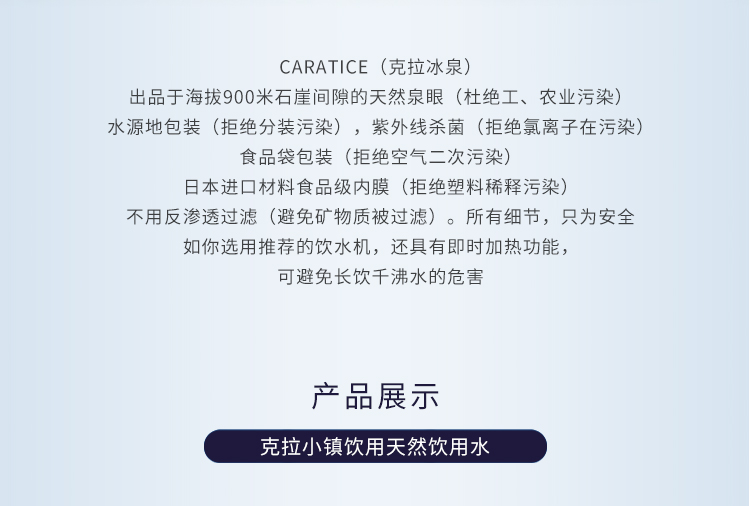 CARATICE（克拉冰泉）
出品于海拔900米石崖间隙的天然泉眼（杜绝工、农业污染）
水源地包装（拒绝分装污染），紫外线杀菌（拒绝氯离子在污染）
食品袋包装（拒绝空气二次污染）
日本进口材料食品级内膜（拒绝塑料稀释污染）
不用反渗透过滤（避免矿物质被过滤）。所有细节，只为安全
如你选用推荐的饮水机，还具有即时加热功能，
可避免长饮千沸水的危害
产品展示
克拉小镇饮用天然饮用水